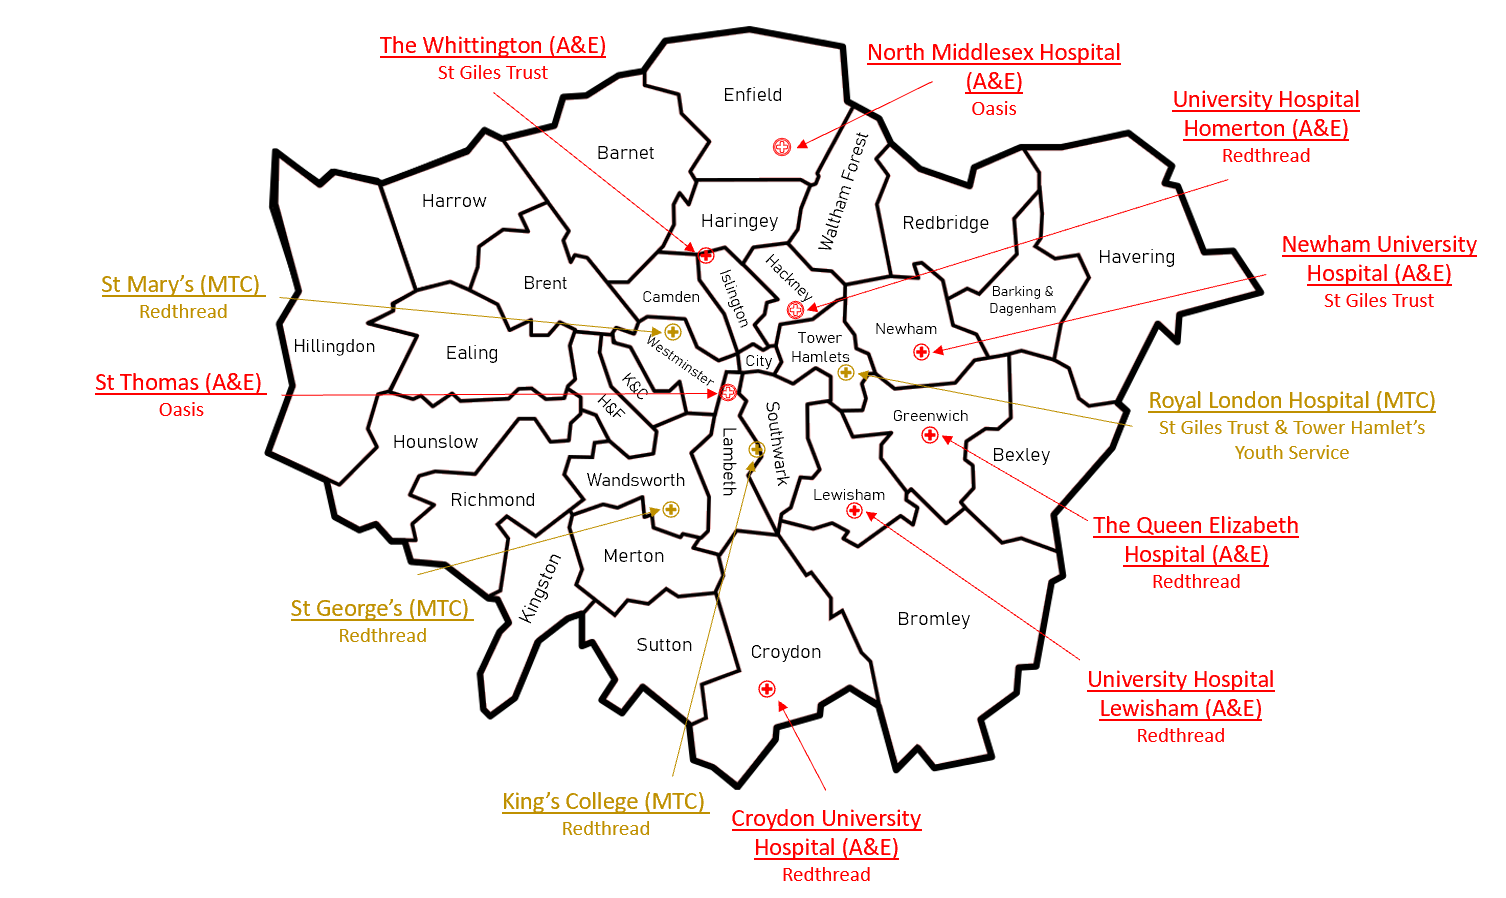 The Whittington (A&E)
St Giles Trust
North Middlesex Hospital
(A&E)
Oasis
University Hospital
Homerton (A&E)
Redthread
Newham University
Hospital (A&E)
St Giles Trust
St Mary's (MTC)
Redthread
St Thomas (A&E)
Oasis
Royal London Hospital (MTC)
St Giles Trust & Tower Hamlet's
Youth Service
The Queen Elizabeth
Hospital (A&E)
Redthread
St George's (MTC)
Redthread
University Hospital
Lewisham (A&E)
Redthread
King's College (MTC)
Redthread
Croydon University
Hospital (A&E)
Redthread
Enfield
Barnet
Harrow
Haringey
Waltham Forest
Redbridge
Havering
Brent
Camden
Islington
Hackney
Barking &
Dagenham
Hillingdon
Ealing
Westminster
City
Tower
Hamlets
Newham
K&C
H&F
Hounslow
Southwark
Lambeth
Greenwich
Bexley
Wandsworth
Richmond
Lewisham
Merton
Kingston
Sutton
Croydon
Bromley